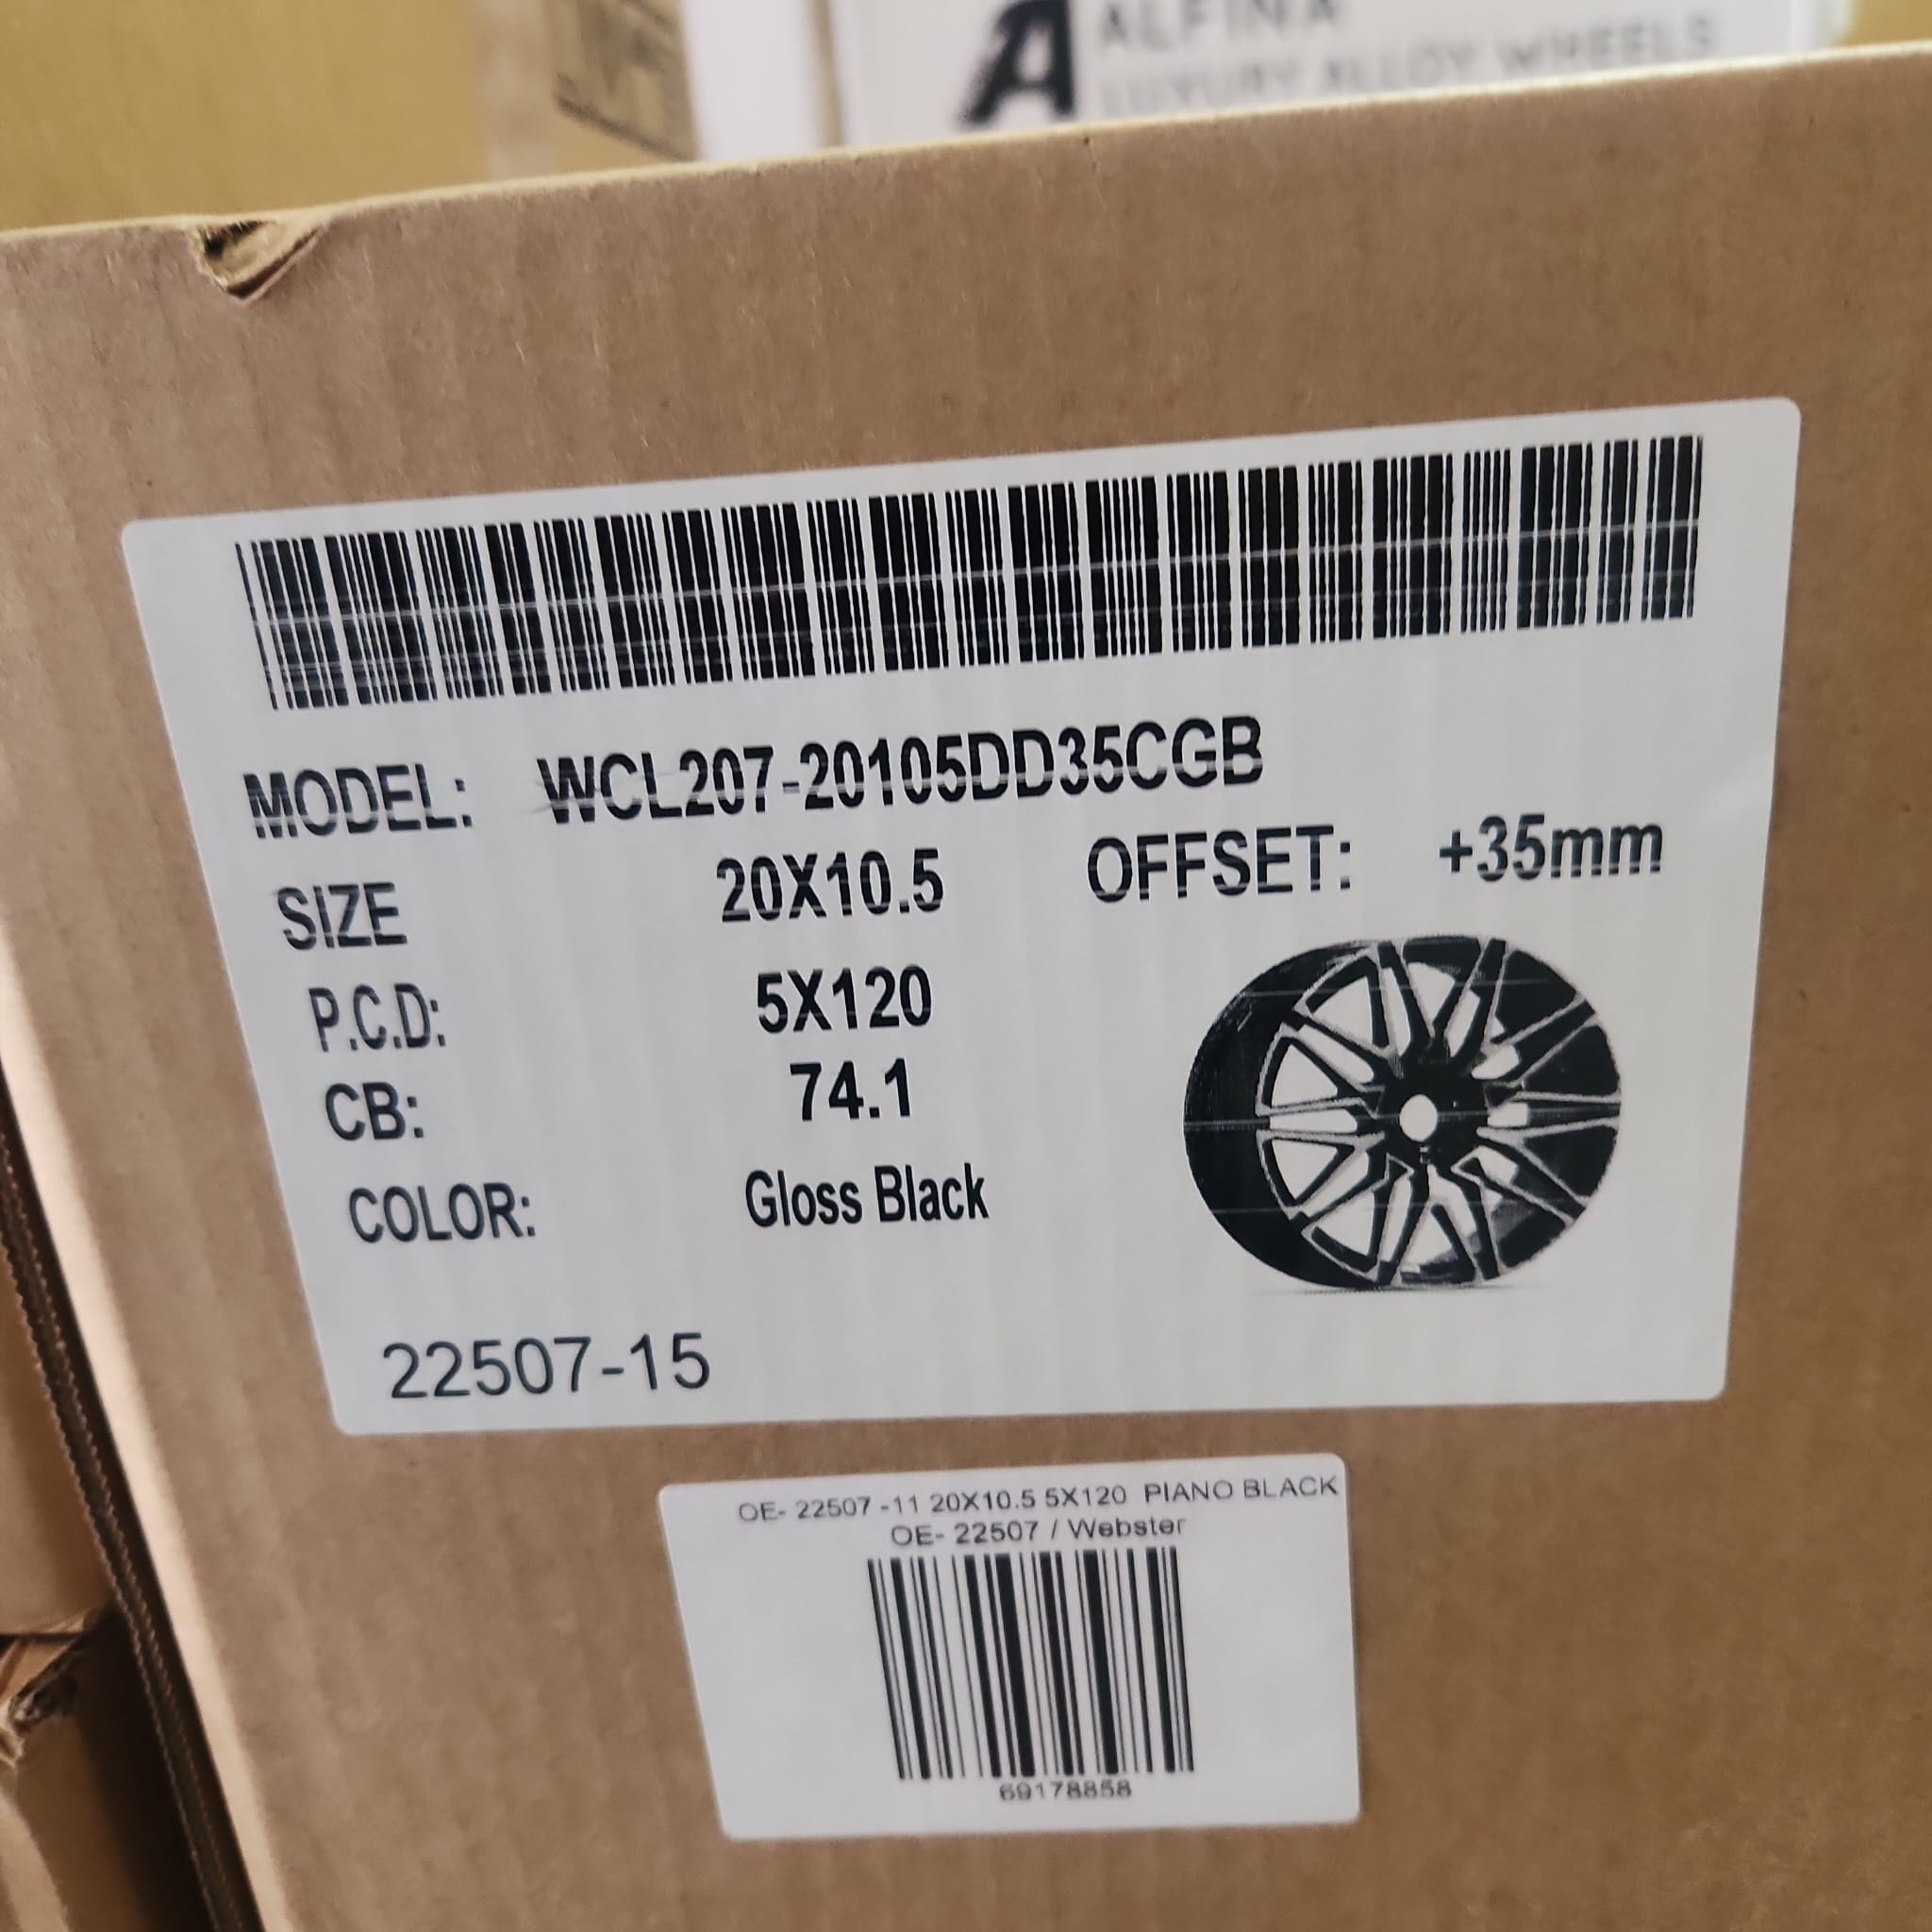 ALPINA
LUXURY ALLOY WHEELS
MODEL: WCL207-20105DD35CGB
SIZE 20X10.5 OFFSET: +35mm
P.C.D: 5X120
CB: 74.1
COLOR: Gloss Black
22507-15
OE- 22507 -11 20X10.5 5X120 PIANO BLACK
OE- 22507 / Webster
69178858